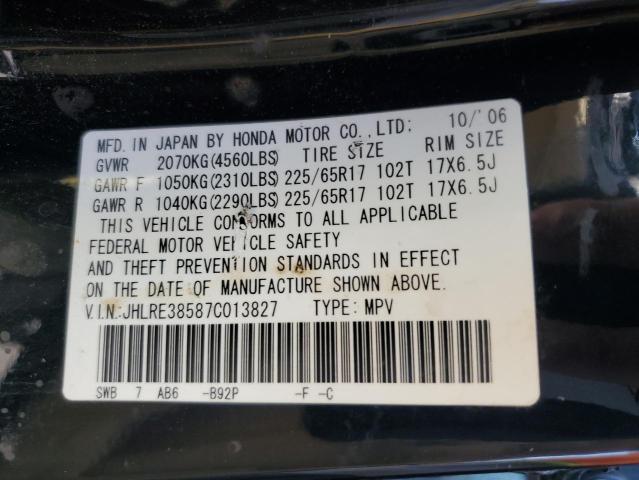 MFD. IN JAPAN BY HONDA MOTOR CO.,LTD; 10/'06
GVWR 2070KG(4560LBS) TIRE SIZE RIM SIZE
GAWR F 1050KG(2310LBS) 225/65R17 102T 17X6.5J
GAWR R 1040KG(2290LBS) 225/65R17 102T 17X6.5J
THIS VEHICLE CONFORMS TO ALL APPLICABLE
FEDERAL MOTOR VEHICLE SAFETY
AND THEFT PREVENTION STANDARDS IN EFFECT
ON THE DATE OF MANUFACTURE SHOWN ABOVE.
V.I.N.:JHLRE38587C013827 TYPE: MPV
SWB 7 AB6 -B92P -F -C